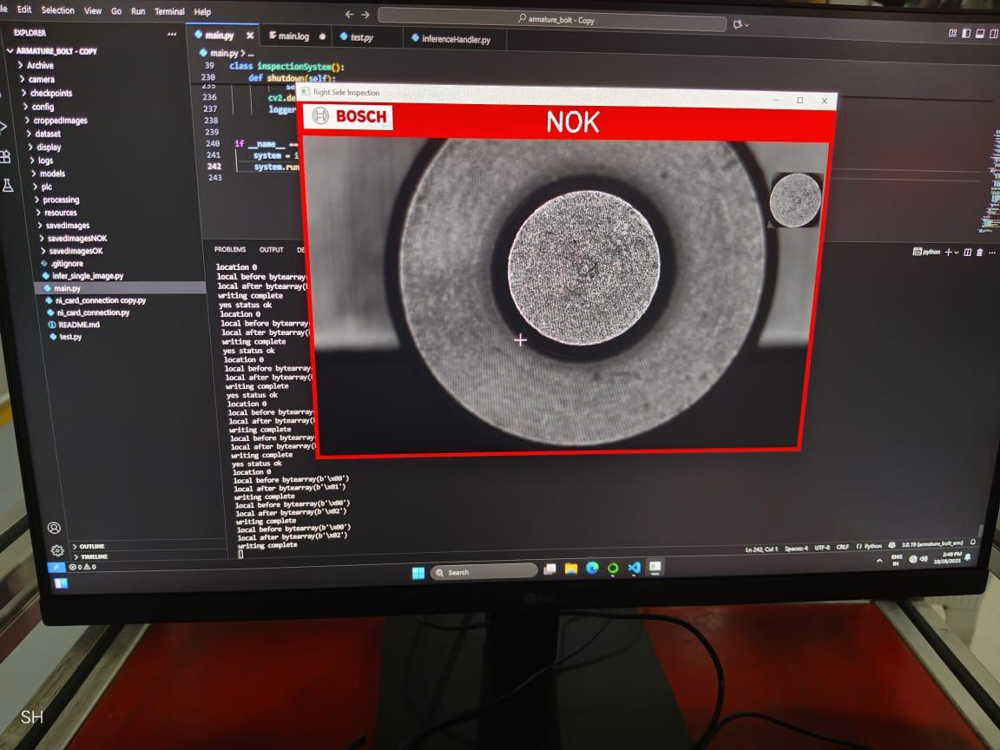 Edit Selection View Go Run Terminal Help
armature_bolt - Copy
EXPLORER
ARMATURE_BOLT - COPY
Archive
camera
checkpoints
config
croppedImages
dataset
display
logs
models
plc
processing
resources
savedImages
savedImagesNOK
savedImagesOK
.gitignore
infer_single_image.py
main.py
ni_card_connection copy.py
ni_card_connection.py
README.md
test.py
OUTLINE
TIMELINE
main.py
main.log
test.py
inferenceHandler.py
main.py > ...
39 class inspectionSystem():
230 def shutdown(self):
235 se
236 cv2.de
237 logger
238
239
240 if __name__ ==
241 system = i
242 system.run
243
Right Side Inspection
BOSCH
NOK
PROBLEMS OUTPUT DE
python
location 0
local before bytearray
local after bytearray(
writing complete
yes status ok
location 0
local before bytearray
local after bytearray(
writing complete
yes status ok
location 0
local before bytearray
local after bytearray(
writing complete
yes status ok
location 0
local before bytearray
local after bytearray(
writing complete
local before bytearray
local after bytearray(
writing complete
yes status ok
location 0
local before bytearray(b'\x00')
local after bytearray(b'\x01')
writing complete
local before bytearray(b'\x00')
local after bytearray(b'\x02')
writing complete
local before bytearray(b'\x00')
local after bytearray(b'\x02')
writing complete
0 0
Ln 242, Col 1 Spaces: 4 UTF-8 CRLF Python 3.8.19 (armature_bolt_env)
Search
ENG
IN
2:49 PM
10/28/2025
LG
SH